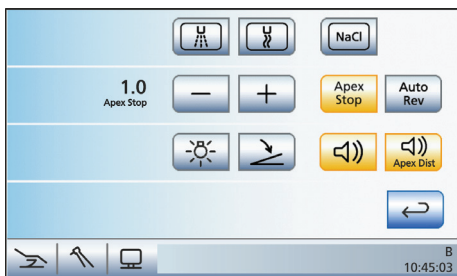 NaCl
1.0
Apex Stop
Apex
Stop
Auto
Rev
Apex Dist
B
10:45:03